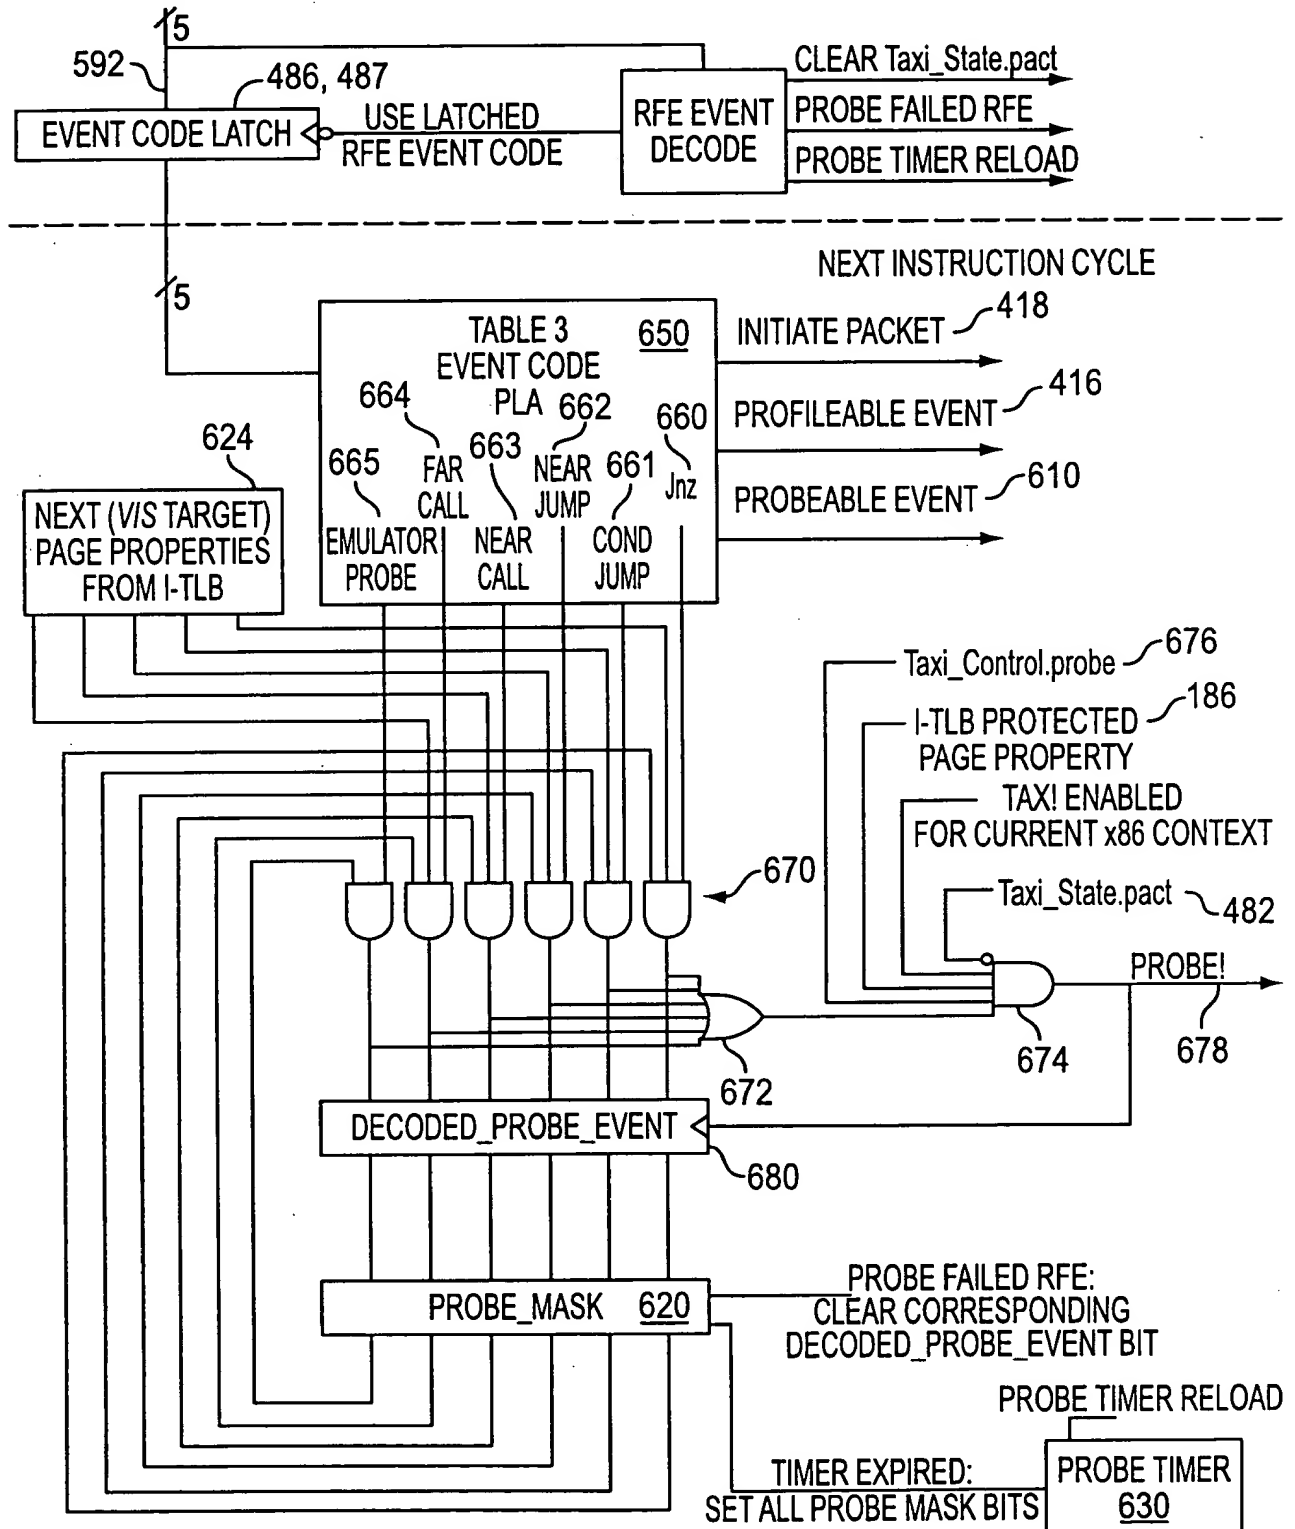 5
592
486, 487
EVENT CODE LATCH
USE LATCHED
RFE EVENT CODE
RFE EVENT
DECODE
CLEAR Taxi_State.pact
PROBE FAILED RFE
PROBE TIMER RELOAD
NEXT INSTRUCTION CYCLE
5
TABLE 3
EVENT CODE
PLA
650
INITIATE PACKET
418
PROFILEABLE EVENT
416
PROBEABLE EVENT
610
664
662
660
665
663
661
FAR
CALL
NEAR
JUMP
Jnz
EMULATOR
PROBE
NEAR
CALL
COND
JUMP
624
NEXT (V/S TARGET)
PAGE PROPERTIES
FROM I-TLB
Taxi_Control.probe
676
I-TLB PROTECTED
PAGE PROPERTY
186
TAX! ENABLED
FOR CURRENT x86 CONTEXT
Taxi_State.pact
482
670
PROBE!
672
674
678
DECODED_PROBE_EVENT
680
PROBE_MASK 620
PROBE FAILED RFE:
CLEAR CORRESPONDING
DECODED_PROBE_EVENT BIT
PROBE TIMER RELOAD
TIMER EXPIRED:
SET ALL PROBE MASK BITS
PROBE TIMER
630